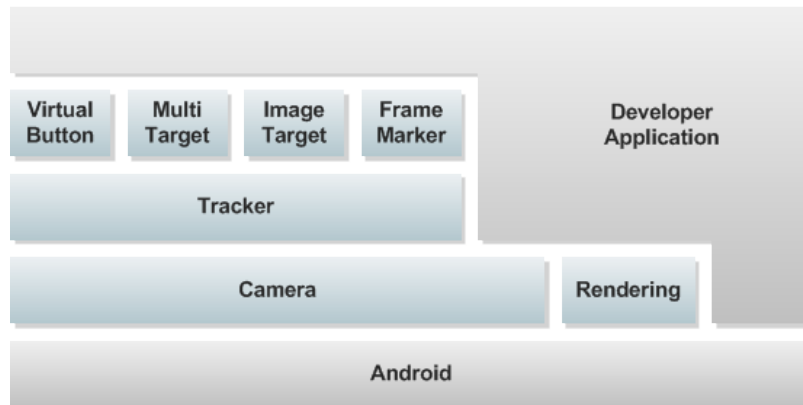 Virtual
Button
Multi
Target
Image
Target
Frame
Marker
Developer
Application
Tracker
Camera
Rendering
Android